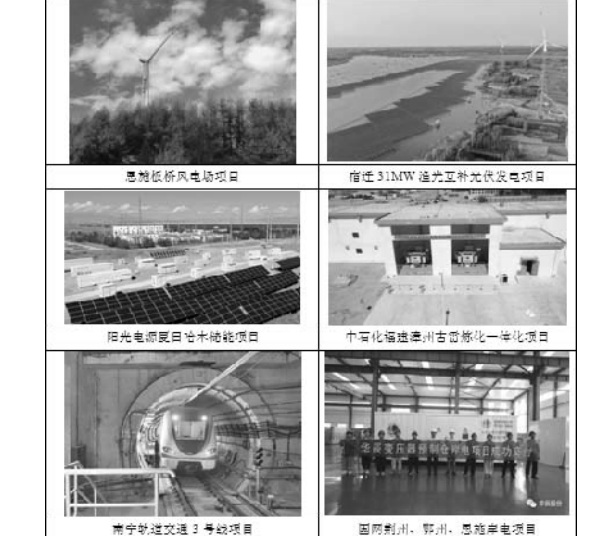 恩施板桥风电场项目
宿迁 31MW 渔光互补光伏发电项目
阳光电源夏日哈木储能项目
中石化福建漳州古雷炼化一体化项目
南宁轨道交通 3 号线项目
国网荆州、鄂州、恩施岸电项目